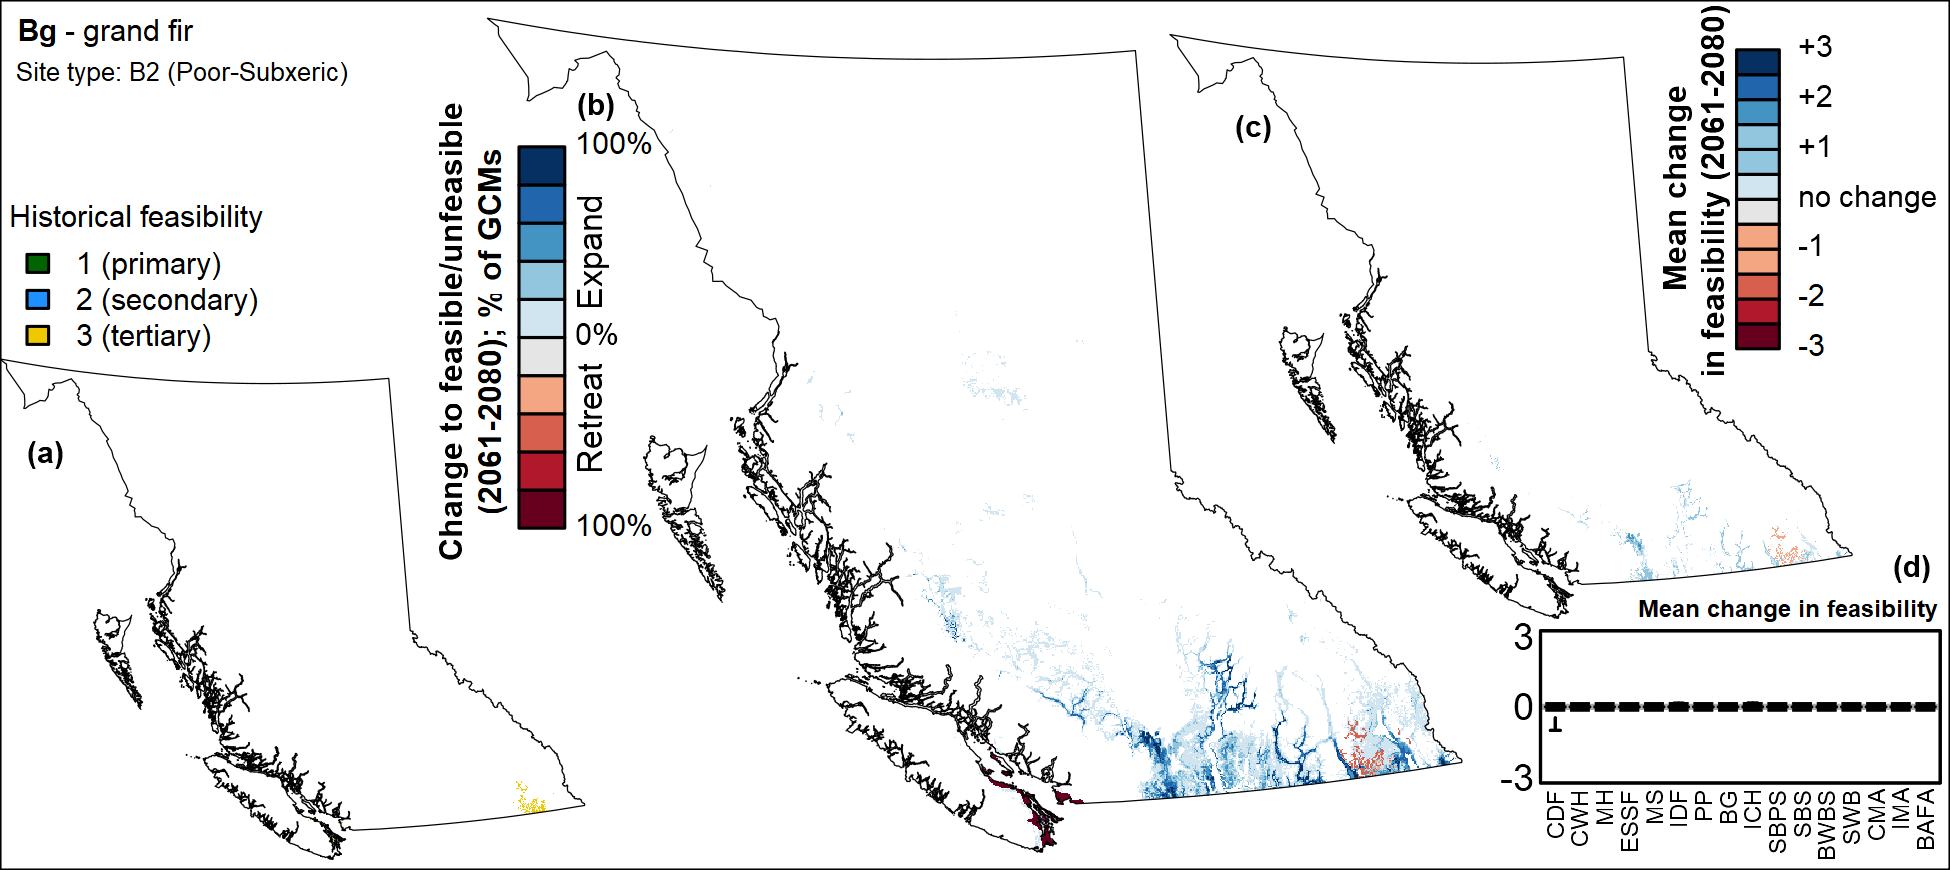 Bg - grand fir
Site type: B2 (Poor-Subxeric)
Historical feasibility
1 (primary)
2 (secondary)
3 (tertiary)
(a)
(b)
Change to feasible/unfeasible
(2061-2080); % of GCMs
100%
Expand
0%
Retreat
100%
(c)
Mean change
in feasibility (2061-2080)
+3
+2
+1
no change
-1
-2
-3
(d)
Mean change in feasibility
3
0
-3
CDF
CWH
MH
ESSF
MS
IDF
PP
BG
ICH
SBPS
SBS
BWBS
SWB
CMA
IMA
BAFA